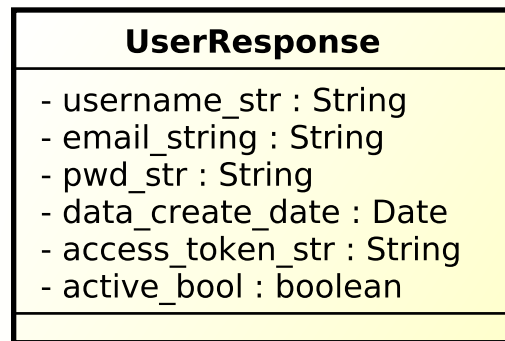 UserResponse
- username_str : String
- email_string : String
- pwd_str : String
- data_create_date : Date
- access_token_str : String
- active_bool : boolean